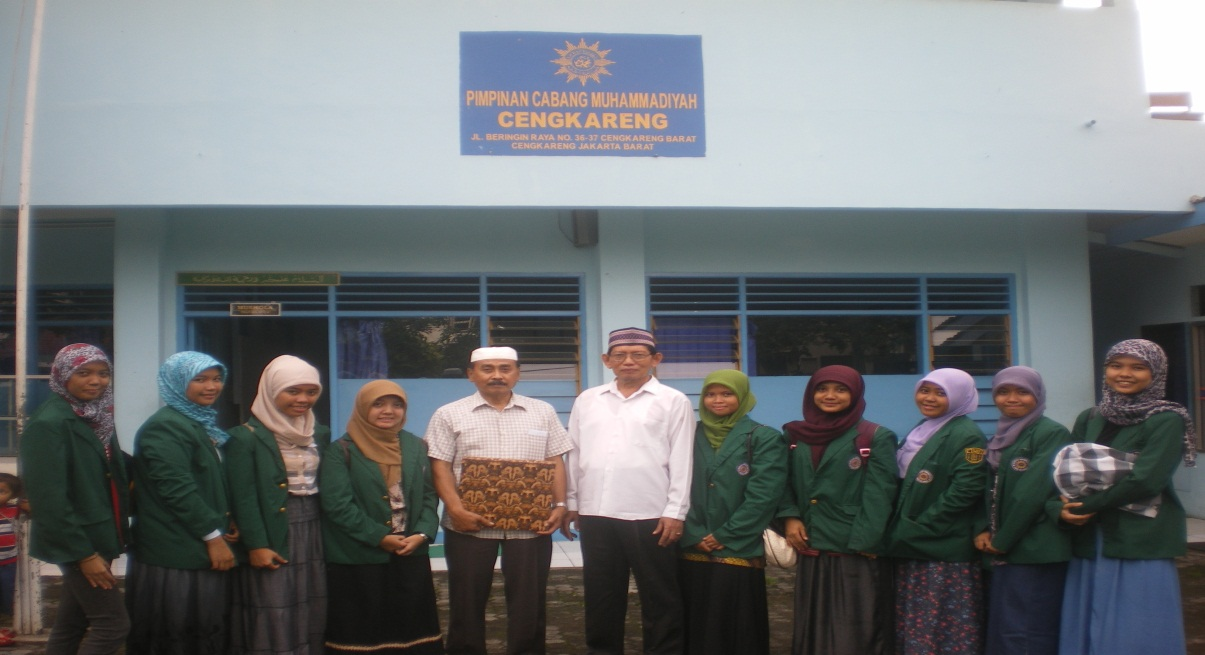 PIMPINAN CABANG MUHAMMADIYAH
CENGKARENG
JL. BERINGIN RAYA NO. 36-37 CENGKARENG BARAT
CENGKARENG JAKARTA BARAT